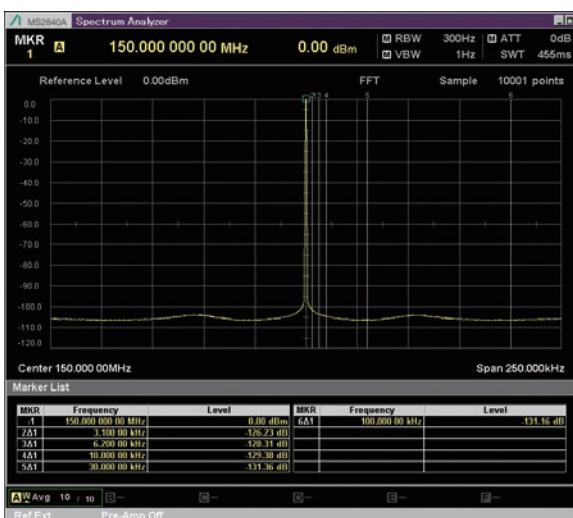 MS2840A Spectrum Analyzer
MKR A 150.000 000 00 MHz 0.00 dBm RBW 300Hz ATT 0dB
1 VBW 1Hz SWT 455ms
Reference Level 0.00dBm FFT Sample 10001 points
2 3 4 5 6
0.0
-10.0
-20.0
-30.0
-40.0
-50.0
-60.0
-70.0
-80.0
-90.0
-100.0
-110.0
-120.0
Center 150.000 00MHz Span 250.000kHz
Marker List
MKR Frequency Level MKR Frequency Level
1 150.000 000 00 MHz 0.00 dBm 6Δ1 100.000 00 kHz -131.16 dB
2Δ1 3.100 00 kHz -126.23 dB
3Δ1 6.200 00 kHz -128.31 dB
4Δ1 10.000 00 kHz -129.38 dB
5Δ1 30.000 00 kHz -131.36 dB
A W Avg 10 / 10 B-- C-- D-- E-- F--
Ref.Ext Pre-Amp Off